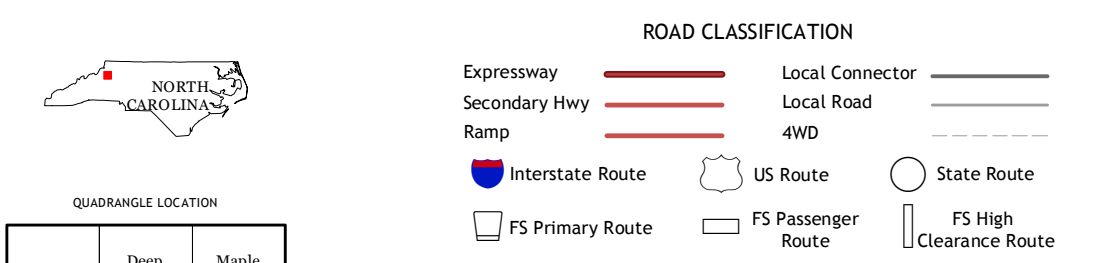 ROAD CLASSIFICATION
Expressway
Local Connector
Secondary Hwy
Local Road
Ramp
4WD
Interstate Route
US Route
State Route
FS Primary Route
FS Passenger
Route
FS High
Clearance Route
NORTH
CAROLINA
QUADRANGLE LOCATION
Deep
Maple